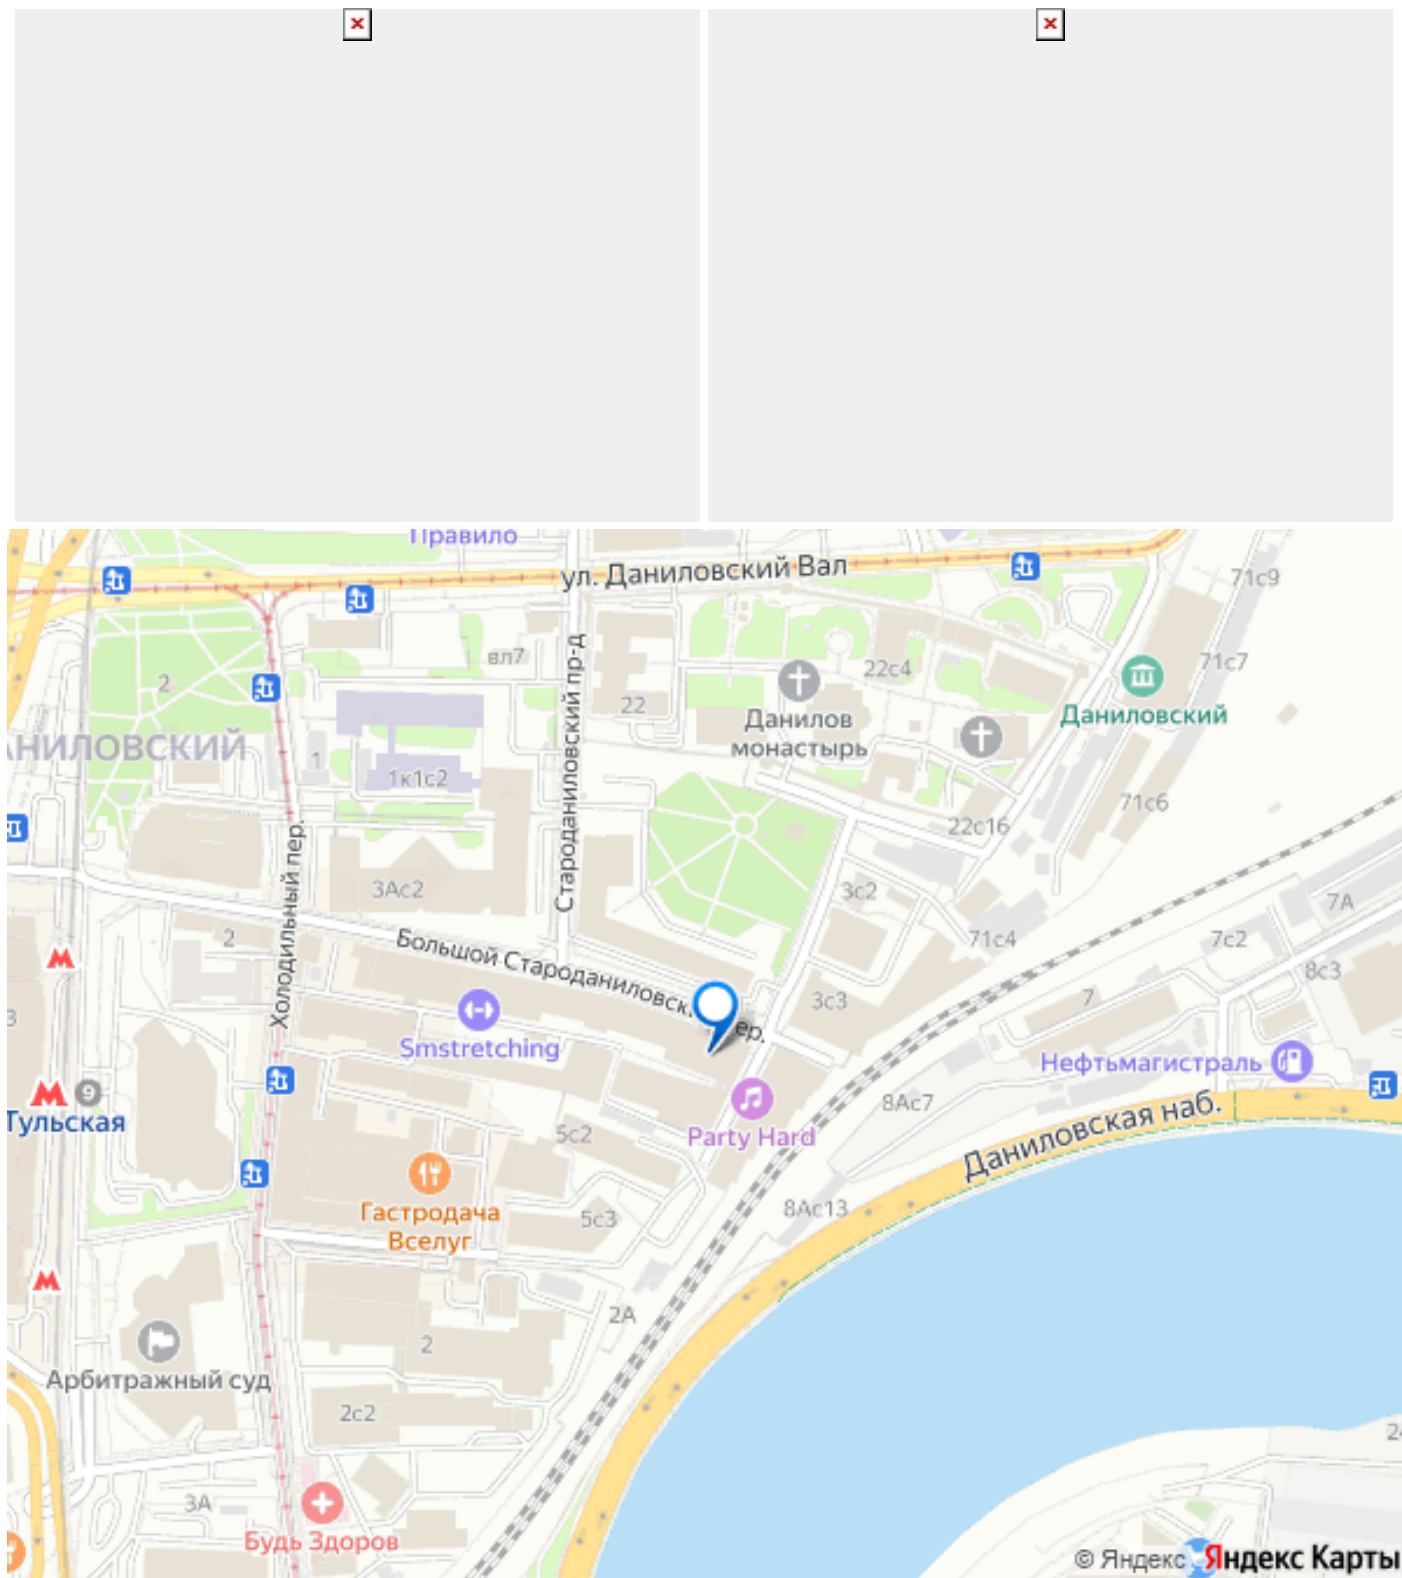 Правило
ул. Даниловский Вал
71с9
вл7
Староданиловский пр-д
22с4
71с7
2
22
Данилов
монастырь
Даниловский
АНИЛОВСКИЙ
1
1к1с2
71с6
22с16
Холодильный пер.
3Ас2
3с2
7А
2
Большой Староданиловск
пер.
71с4
7с2
8с3
3
3с3
7
Smstretching
Нефтьмагистраль
9
Тульская
8Ас7
Даниловская наб.
Party Hard
5с2
Гастродача
Вселуг
5с3
8Ас13
2А
2
Арбитражный суд
2с2
3А
Будь Здоров
© Яндекс
Яндекс Карты